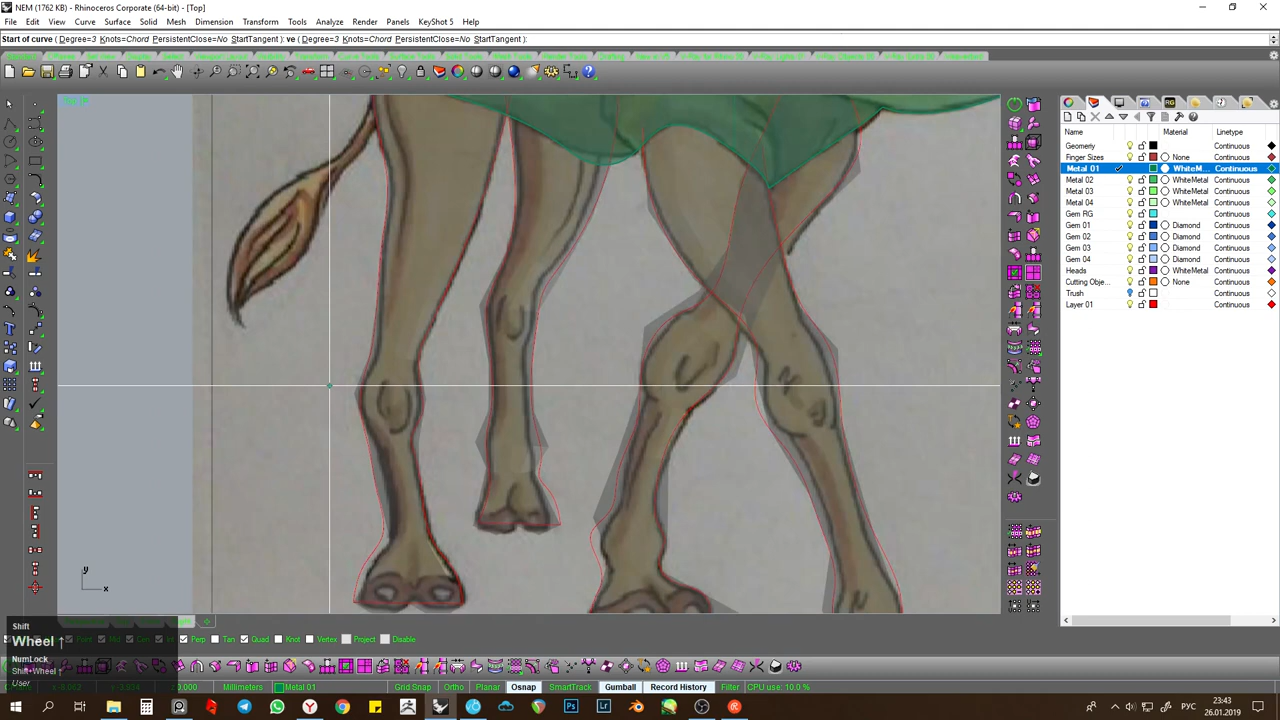 NEM (1762 KB) - Rhinoceros Corporate (64-bit) - [Top]
File Edit View Curve Surface Solid Mesh Dimension Transform Tools Analyze Render Panels KeyShot 5 Help
Start of curve ( Degree=3 Knots=Chord PersistentClose=No StartTangent): ve ( Degree=3 Knots=Chord PersistentClose=No StartTangent):
Name Material Linetype
Geomeriy Continuous
Finger Sizes None Continuous
Metal 01 WhiteM... Continuous
Metal 02 WhiteMetal Continuous
Metal 03 WhiteMetal Continuous
Metal 04 WhiteMetal Continuous
Gem RG Continuous
Gem 01 Diamond Continuous
Gem 02 Diamond Continuous
Gem 03 Diamond Continuous
Gem 04 Diamond Continuous
Heads WhiteMetal Continuous
Cutting Obje... None Continuous
Trush Continuous
Layer 01 Continuous
y
x
Shift
Wheel ↑
NumLock
Shift-Wheel ↑
User
Perp Tan Quad Knot Vertex Project Disable
Millimeters Metal 01 Grid Snap Ortho Planar Osnap SmartTrack Gumball Record History Filter CPU use: 10.0 %
РУС
23:43
26.01.2019